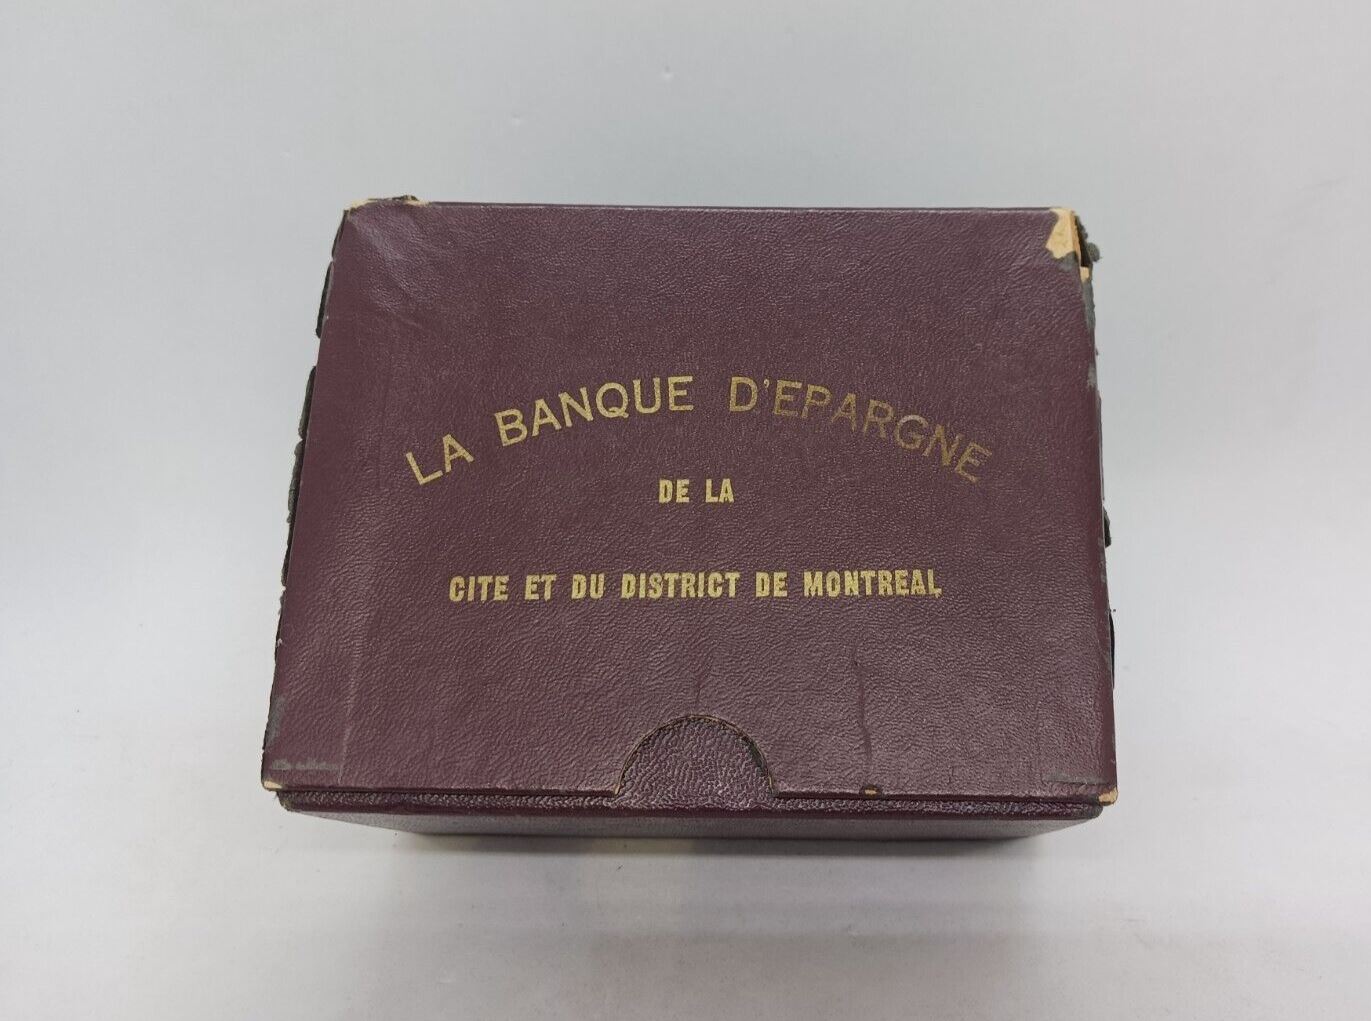 LA BANQUE D'EPARGNE
DE LA
CITE ET DU DISTRICT DE MONTREAL